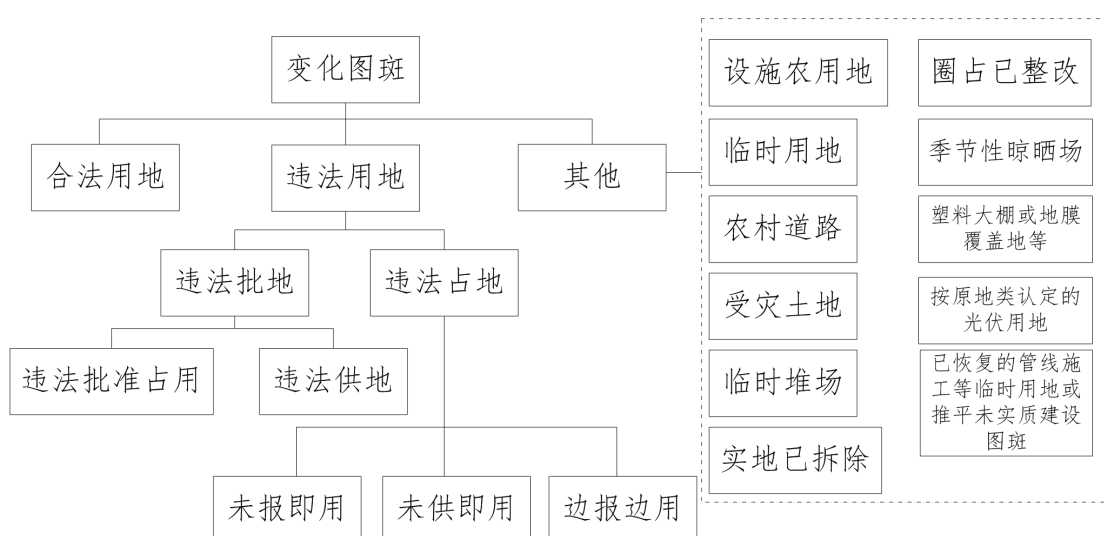 变化图斑
合法用地
违法用地
其他
违法批地
违法占地
违法批准占用
违法供地
未报即用
未供即用
边报边用
设施农用地
圈占已整改
临时用地
季节性晾晒场
农村道路
塑料大棚或地膜
覆盖地等
受灾土地
按原地类认定的
光伏用地
临时堆场
已恢复的管线施
工等临时用地或
推平未实质建设
图斑
实地已拆除